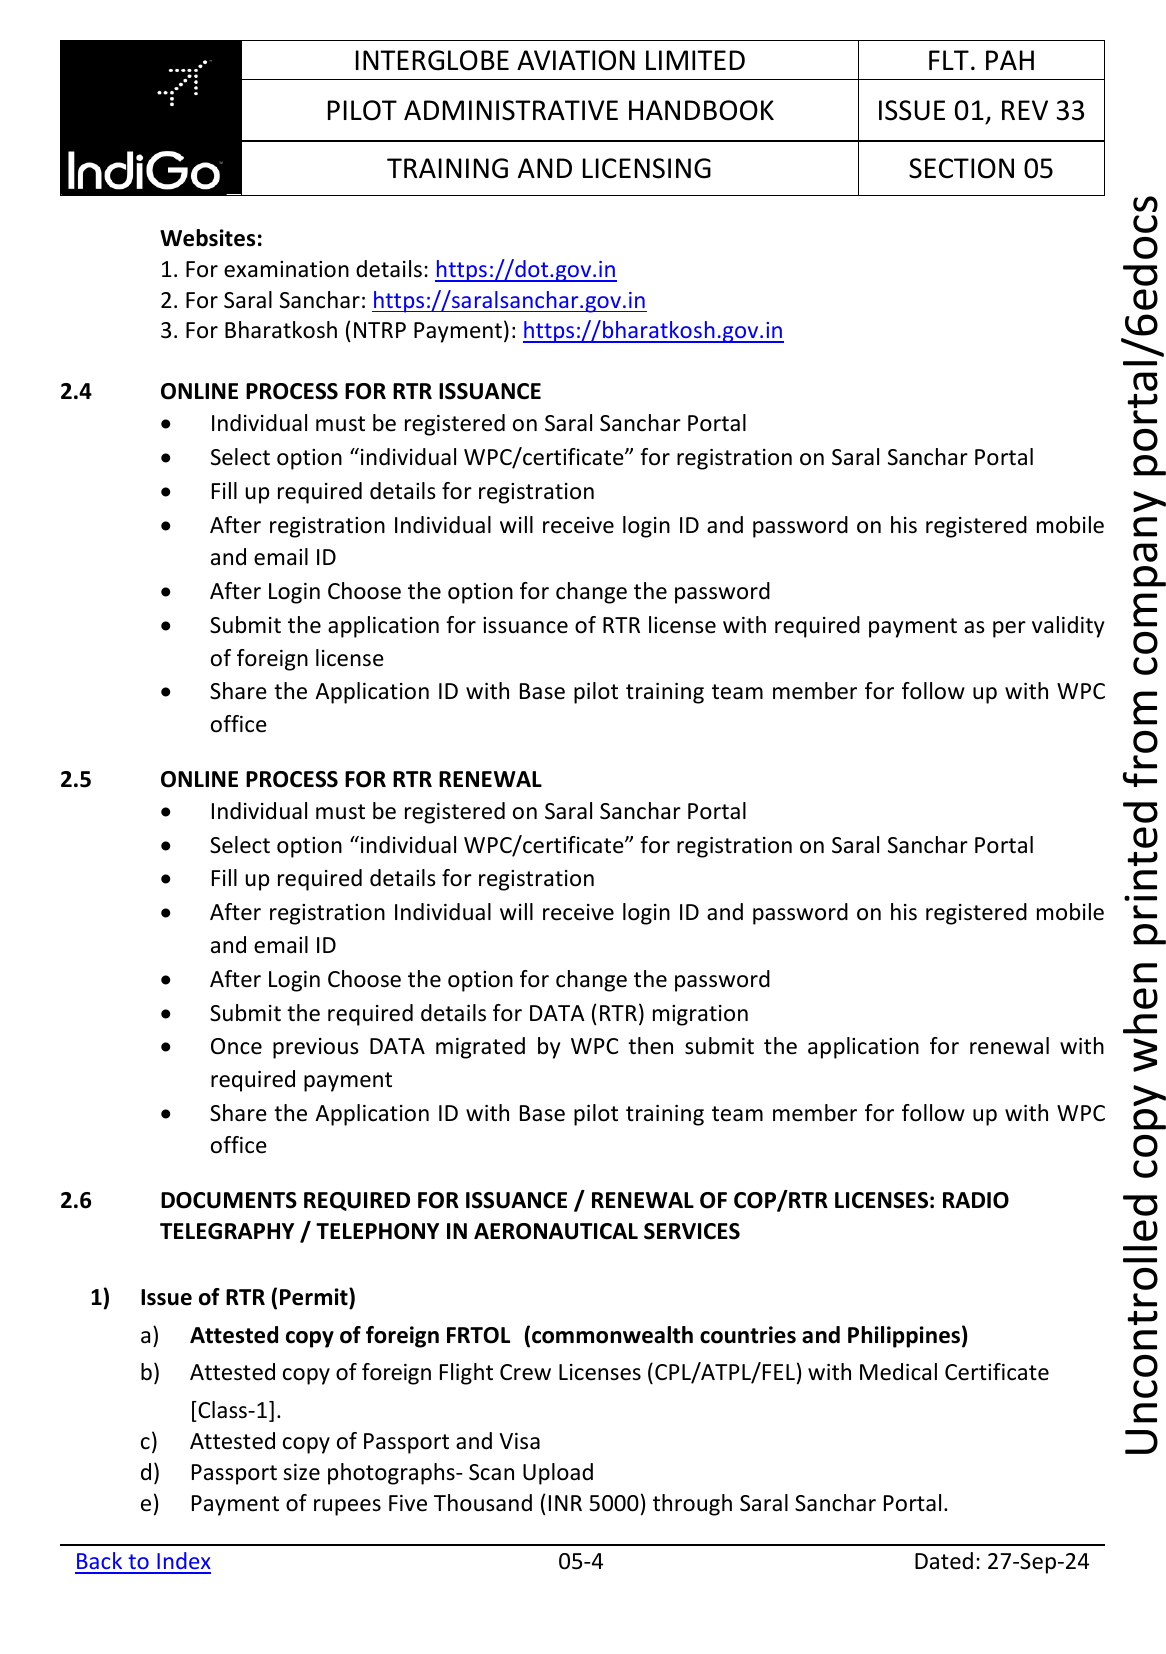 INTERGLOBE AVIATION LIMITED
FLT. PAH
PILOT ADMINISTRATIVE HANDBOOK
ISSUE 01, REV 33
IndiGo
TRAINING AND LICENSING
SECTION 05
Websites:
1. For examination details: https://dot.gov.in
2. For Saral Sanchar: https://saralsanchar.gov.in
3. For Bharatkosh (NTRP Payment): https://bharatkosh.gov.in
2.4 ONLINE PROCESS FOR RTR ISSUANCE
• Individual must be registered on Saral Sanchar Portal
• Select option “individual WPC/certificate” for registration on Saral Sanchar Portal
• Fill up required details for registration
• After registration Individual will receive login ID and password on his registered mobile
and email ID
• After Login Choose the option for change the password
• Submit the application for issuance of RTR license with required payment as per validity
of foreign license
• Share the Application ID with Base pilot training team member for follow up with WPC
office
2.5 ONLINE PROCESS FOR RTR RENEWAL
• Individual must be registered on Saral Sanchar Portal
• Select option “individual WPC/certificate” for registration on Saral Sanchar Portal
• Fill up required details for registration
• After registration Individual will receive login ID and password on his registered mobile
and email ID
• After Login Choose the option for change the password
• Submit the required details for DATA (RTR) migration
• Once previous DATA migrated by WPC then submit the application for renewal with
required payment
• Share the Application ID with Base pilot training team member for follow up with WPC
office
2.6 DOCUMENTS REQUIRED FOR ISSUANCE / RENEWAL OF COP/RTR LICENSES: RADIO
TELEGRAPHY / TELEPHONY IN AERONAUTICAL SERVICES
1) Issue of RTR (Permit)
a) Attested copy of foreign FRTOL (commonwealth countries and Philippines)
b) Attested copy of foreign Flight Crew Licenses (CPL/ATPL/FEL) with Medical Certificate
[Class-1].
c) Attested copy of Passport and Visa
d) Passport size photographs- Scan Upload
e) Payment of rupees Five Thousand (INR 5000) through Saral Sanchar Portal.
Back to Index
05-4
Dated: 27-Sep-24
Uncontrolled copy when printed from company portal/6edocs